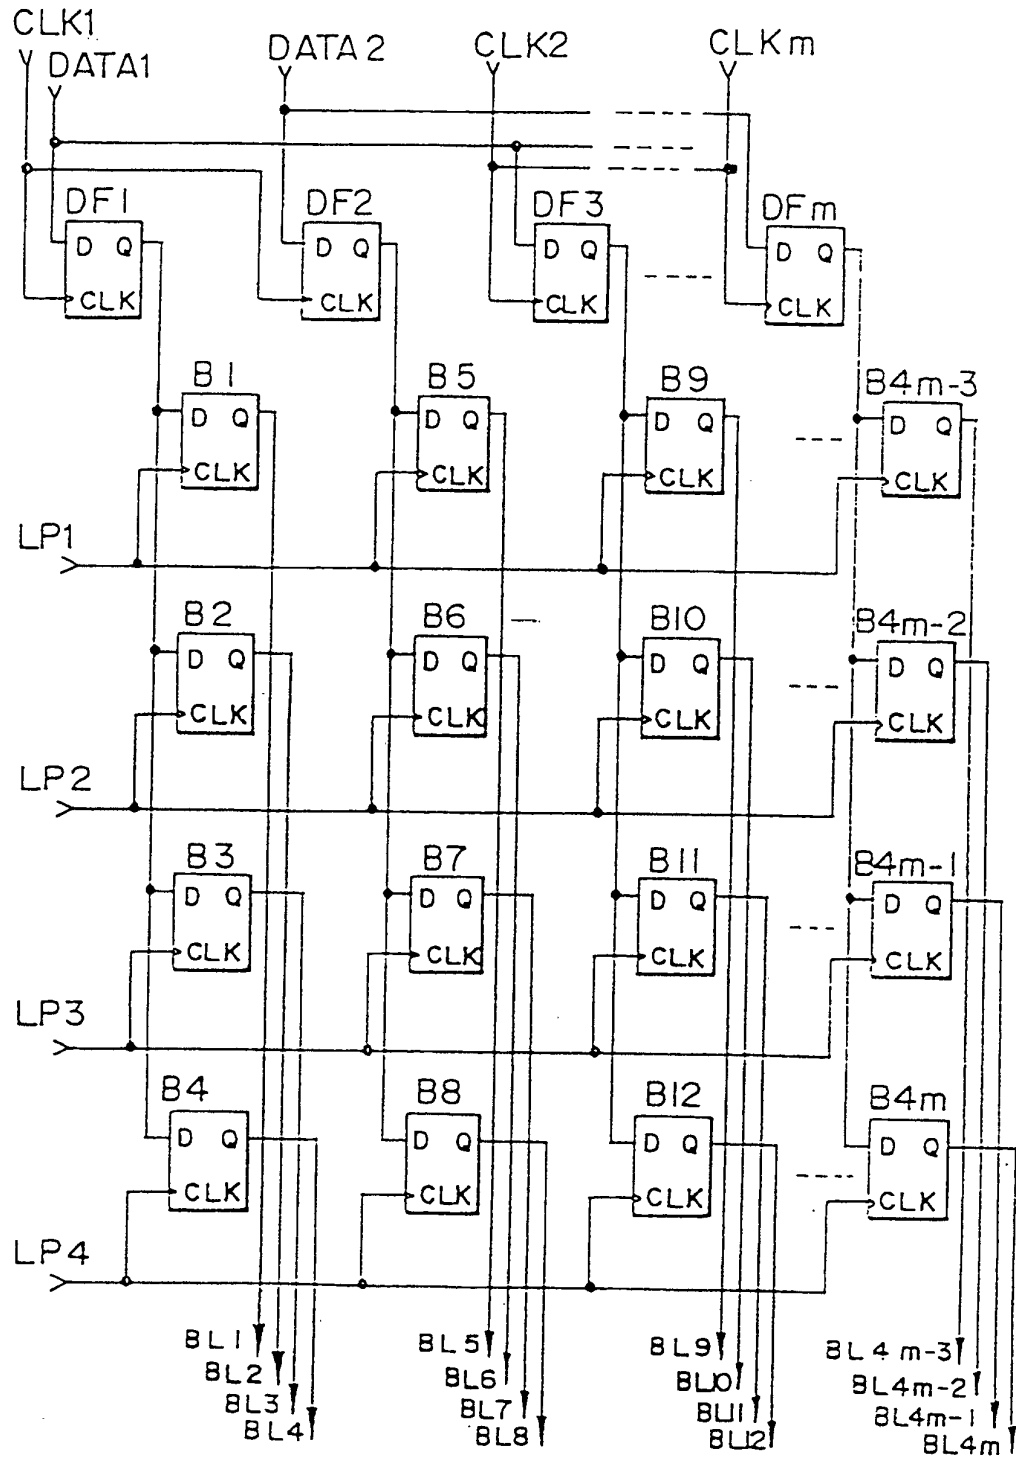 CLK1
DATA1
DATA2
CLK2
CLKm
DF1
DF2
DF3
DFm
D Q
D Q
D Q
D Q
CLK
CLK
CLK
CLK
B1
B5
B9
B4m-3
D Q
D Q
D Q
D Q
CLK
CLK
CLK
CLK
LP1
B2
B6
B10
B4m-2
D Q
D Q
D Q
D Q
CLK
CLK
CLK
CLK
LP2
B3
B7
B11
B4m-1
D Q
D Q
D Q
D Q
CLK
CLK
CLK
CLK
LP3
B4
B8
B12
B4m
D Q
D Q
D Q
D Q
CLK
CLK
CLK
CLK
LP4
BL1
BL2
BL3
BL4
BL5
BL6
BL7
BL8
BL9
BL10
BL11
BL12
BL4m-3
BL4m-2
BL4m-1
BL4m